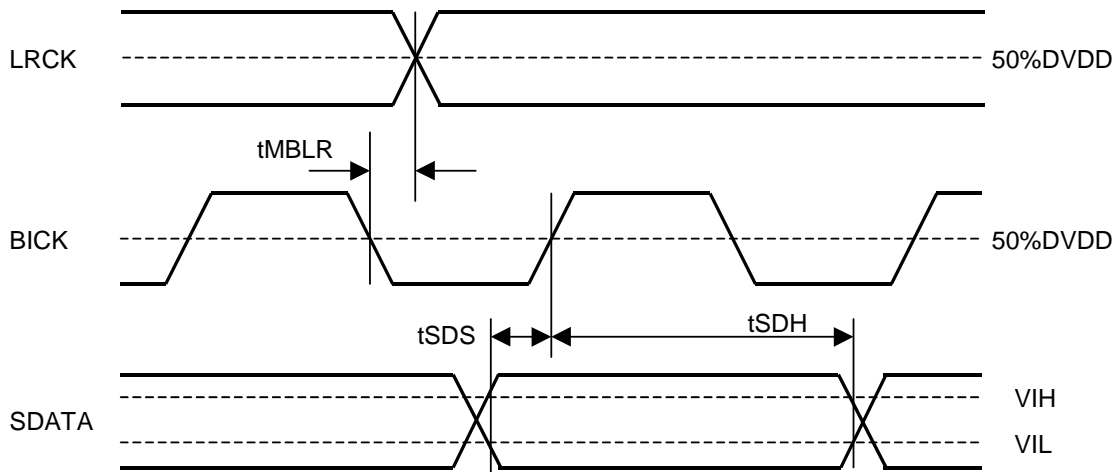 LRCK
50%DVDD
tMBLR
BICK
50%DVDD
tSDS
tSDH
SDATA
VIH
VIL